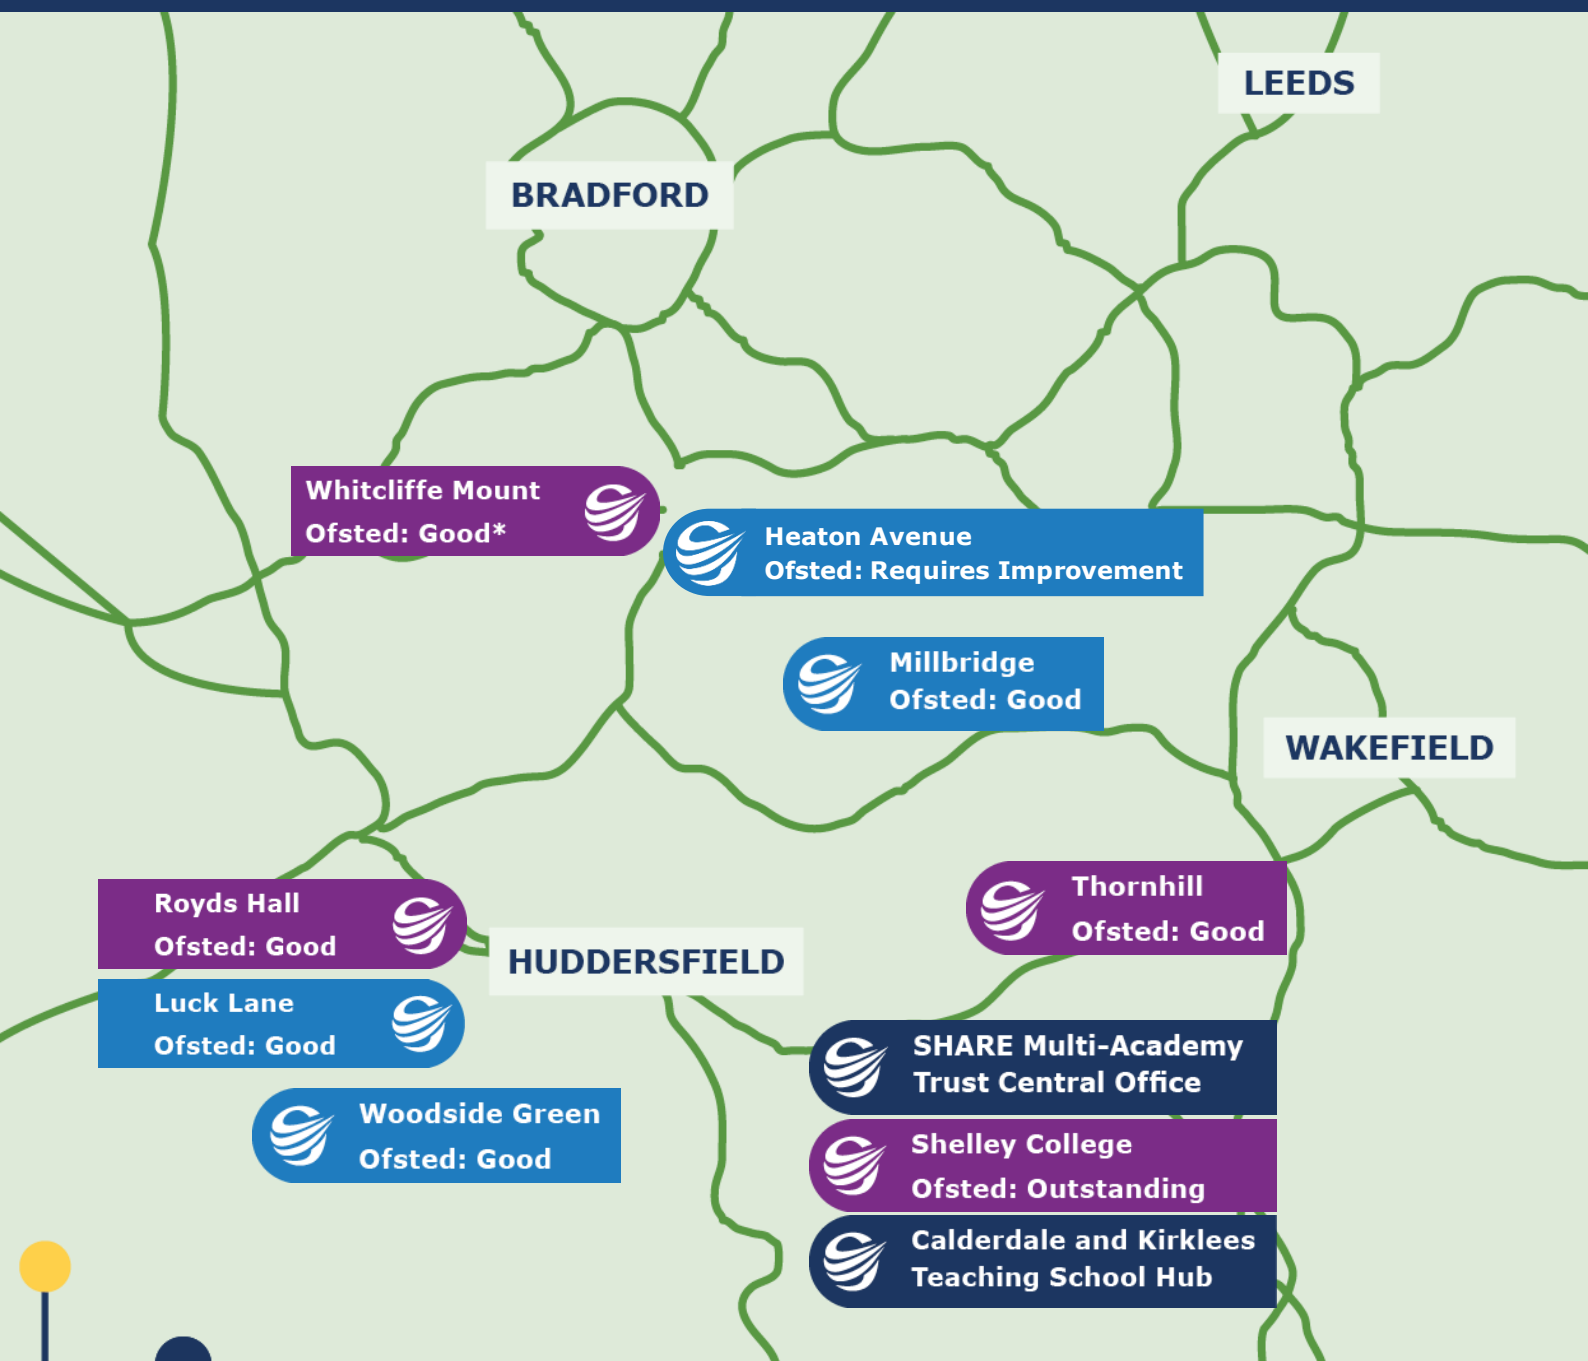 LEEDS
BRADFORD
Whitcliffe Mount
Ofsted: Good*
Heaton Avenue
Ofsted: Requires Improvement
Millbridge
Ofsted: Good
WAKEFIELD
Royds Hall
Ofsted: Good
Thornhill
Ofsted: Good
HUDDERSFIELD
Luck Lane
Ofsted: Good
SHARE Multi-Academy
Trust Central Office
Woodside Green
Ofsted: Good
Shelley College
Ofsted: Outstanding
Calderdale and Kirklees
Teaching School Hub